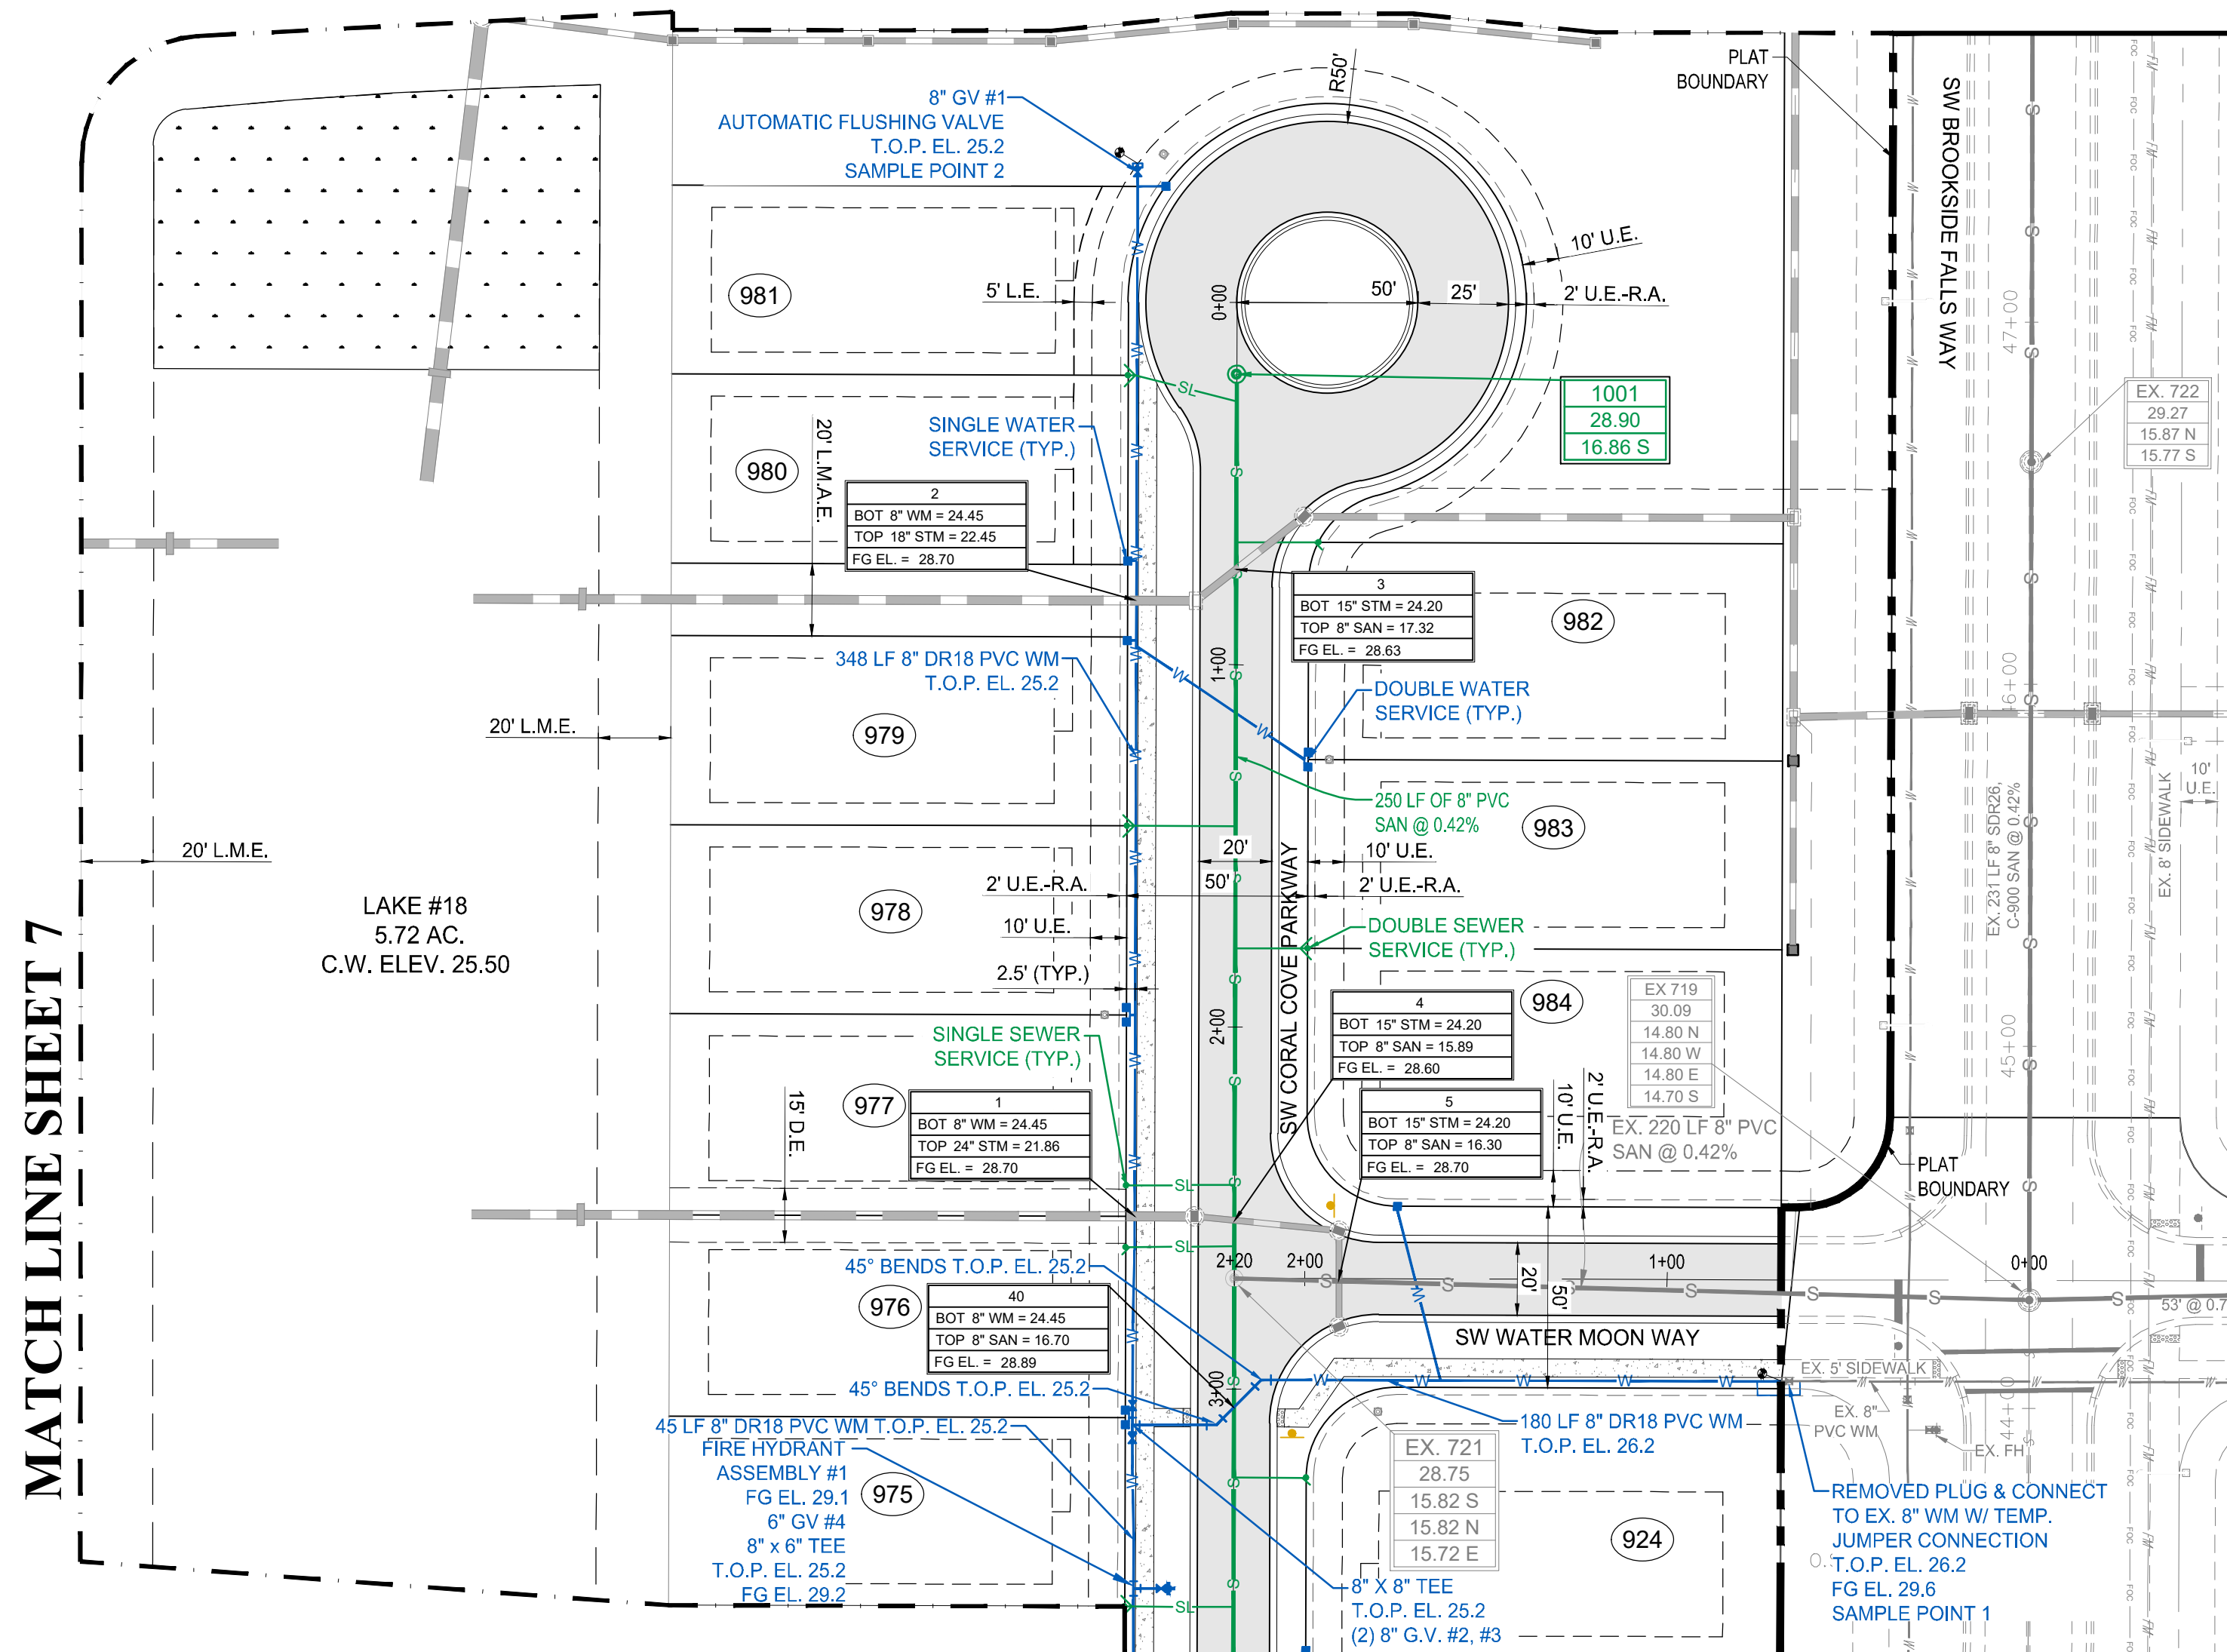 MATCH LINE SHEET 7
8" GV #1
AUTOMATIC FLUSHING VALVE
T.O.P. EL. 25.2
SAMPLE POINT 2
R50'
PLAT
BOUNDARY
SW BROOKSIDE FALLS WAY
47+00
EX. 722
29.27
15.87 N
15.77 S
981
5' L.E.
0+00
50'
25'
10' U.E.
2' U.E.-R.A.
SL
1001
28.90
16.86 S
SINGLE WATER
SERVICE (TYP.)
980
20' L.M.A.E.
2
BOT 8" WM = 24.45
TOP 18" STM = 22.45
FG EL. = 28.70
3
BOT 15" STM = 24.20
TOP 8" SAN = 17.32
FG EL. = 28.63
982
348 LF 8" DR18 PVC WM
T.O.P. EL. 25.2
1+00
DOUBLE WATER
SERVICE (TYP.)
46+00
979
20' L.M.E.
250 LF OF 8" PVC
SAN @ 0.42%
983
10'
U.E.
EX. 231 LF 8" SDR26,
C-900 SAN @ 0.42%
EX. 8' SIDEWALK
20' L.M.E.
20'
10' U.E.
50'
2' U.E.-R.A.
2' U.E.-R.A.
978
10' U.E.
LAKE #18
5.72 AC.
C.W. ELEV. 25.50
SW CORAL COVE PARKWAY
DOUBLE SEWER
SERVICE (TYP.)
2.5' (TYP.)
2+00
4
BOT 15" STM = 24.20
TOP 8" SAN = 15.89
FG EL. = 28.60
984
EX 719
30.09
14.80 N
14.80 W
14.80 E
14.70 S
45+00
SINGLE SEWER
SERVICE (TYP.)
977
15' D.E.
1
BOT 8" WM = 24.45
TOP 24" STM = 21.86
FG EL. = 28.70
5
BOT 15" STM = 24.20
TOP 8" SAN = 16.30
FG EL. = 28.70
10' U.E.
2' U.E.-R.A.
EX. 220 LF 8" PVC
SAN @ 0.42%
PLAT
BOUNDARY
SL
SL
45° BENDS T.O.P. EL. 25.2
2+20
2+00
1+00
0+00
20'
50'
976
40
BOT 8" WM = 24.45
TOP 8" SAN = 16.70
FG EL. = 28.89
SW WATER MOON WAY
53' @ 0.7
EX. 5' SIDEWALK
45° BENDS T.O.P. EL. 25.2
3+00
44+00
EX. 8"
PVC WM
EX. FH
45 LF 8" DR18 PVC WM T.O.P. EL. 25.2
FIRE HYDRANT
ASSEMBLY #1
FG EL. 29.1
6" GV #4
8" x 6" TEE
T.O.P. EL. 25.2
FG EL. 29.2
975
180 LF 8" DR18 PVC WM
T.O.P. EL. 26.2
EX. 721
28.75
15.82 S
15.82 N
15.72 E
924
REMOVED PLUG & CONNECT
TO EX. 8" WM W/ TEMP.
JUMPER CONNECTION
T.O.P. EL. 26.2
FG EL. 29.6
SAMPLE POINT 1
SL
8" X 8" TEE
T.O.P. EL. 25.2
(2) 8" G.V. #2, #3